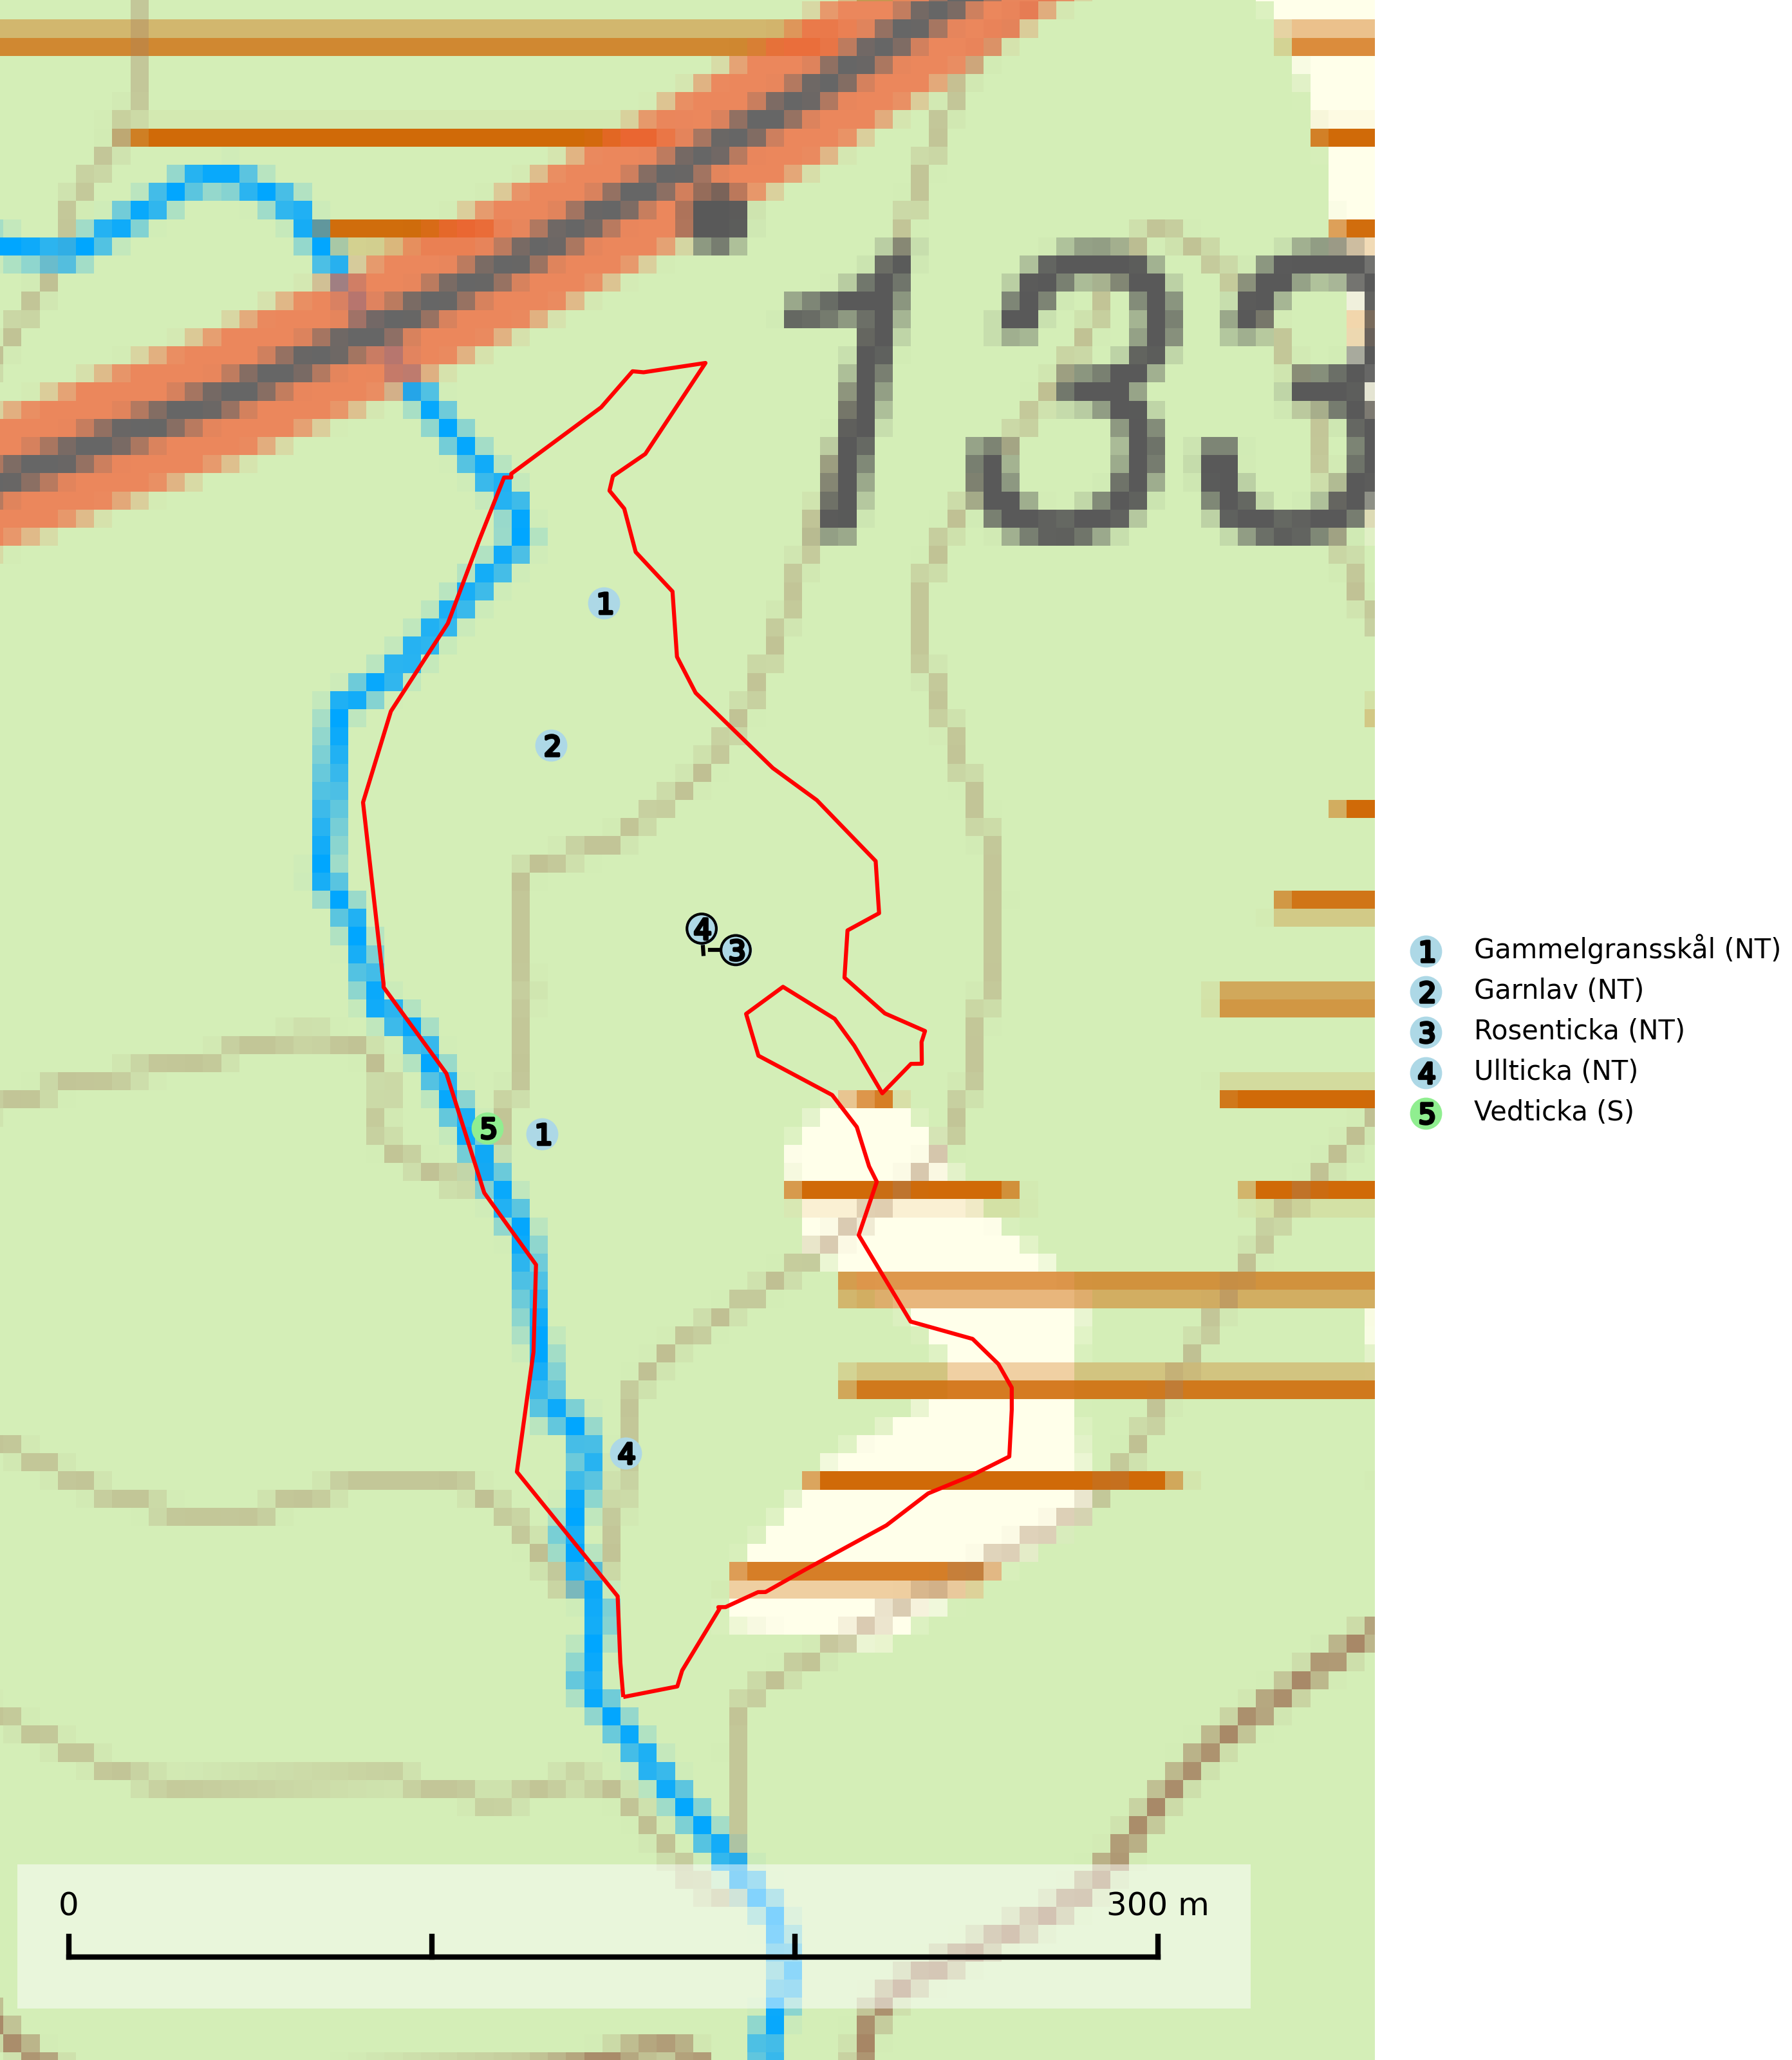 133
1
2
4
3
5
1
4
1 Gammelgransskål (NT)
2 Garnlav (NT)
3 Rosenticka (NT)
4 Ullticka (NT)
5 Vedticka (S)
0 300 m